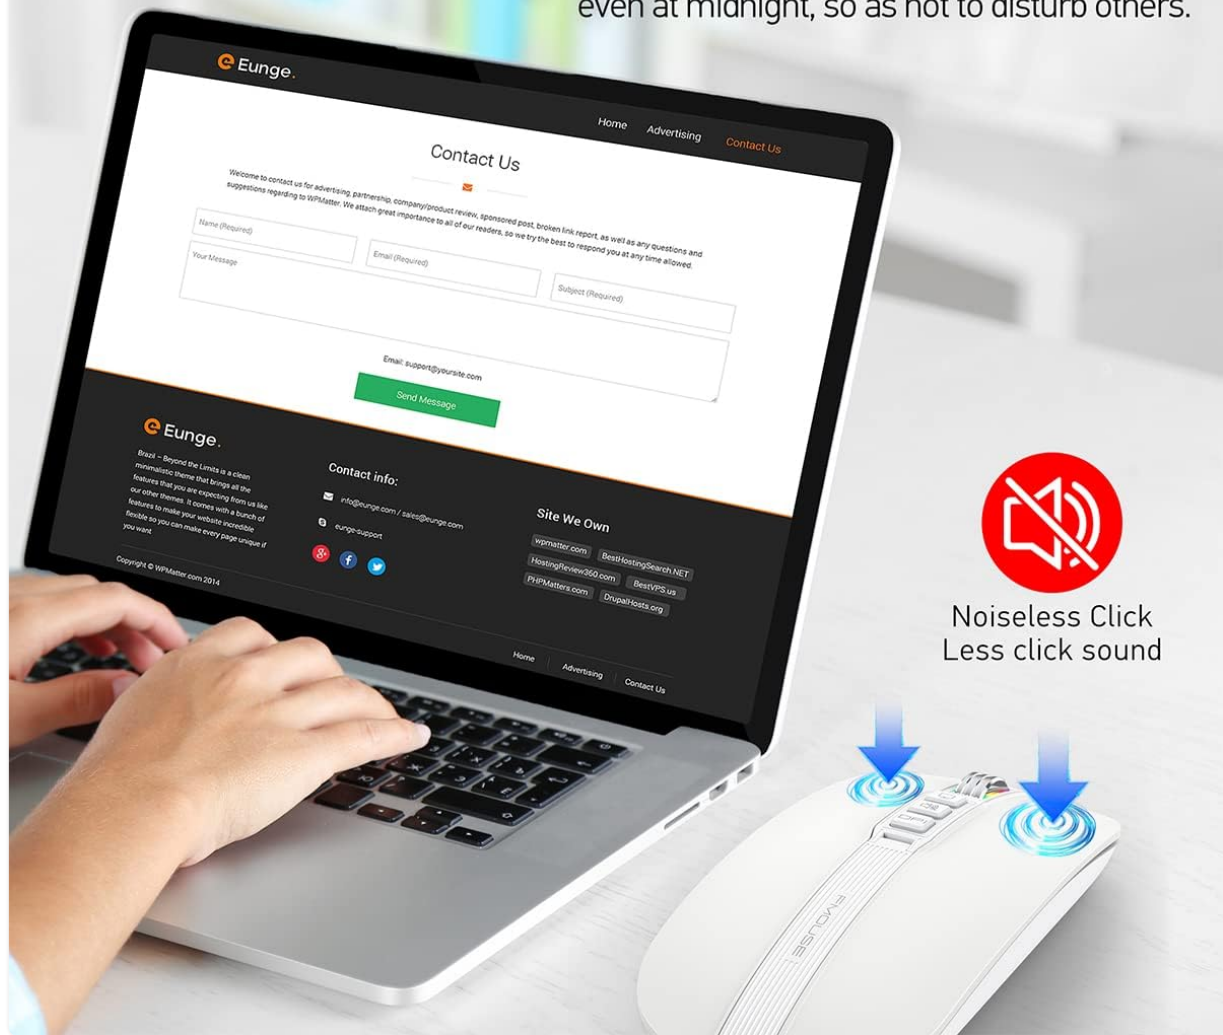 even at midnight, so as not to disturb others.
Eunge.
Home Advertising Contact Us
Contact Us
Welcome to contact us for advertising, partnership, company/product review, sponsored post, broken link report, as well as any questions and
suggestions regarding to WPMatter. We attach great importance to all of our readers, so we try the best to respond you at any time allowed.
Name (Required)
Email (Required)
Subject (Required)
Your Message
Email: support@yoursite.com
Send Message
Eunge.
Brazil – Beyond the Limits is a clean
minimalistic theme that brings all the
features that you are expecting from us like
our other themes. It comes with a bunch of
features to make your website incredible
flexible so you can make every page unique if
you want
Contact info:
info@eunge.com / sales@eunge.com
eunge-support
Site We Own
wpmatter.com BestHostingSearch.NET
HostingReview360.com BestVPS.us
PHPMatters.com DrupalHosts.org
Copyright © WPMatter.com 2014
Home Advertising Contact Us
Noiseless Click
Less click sound
DPI
FMOUSE